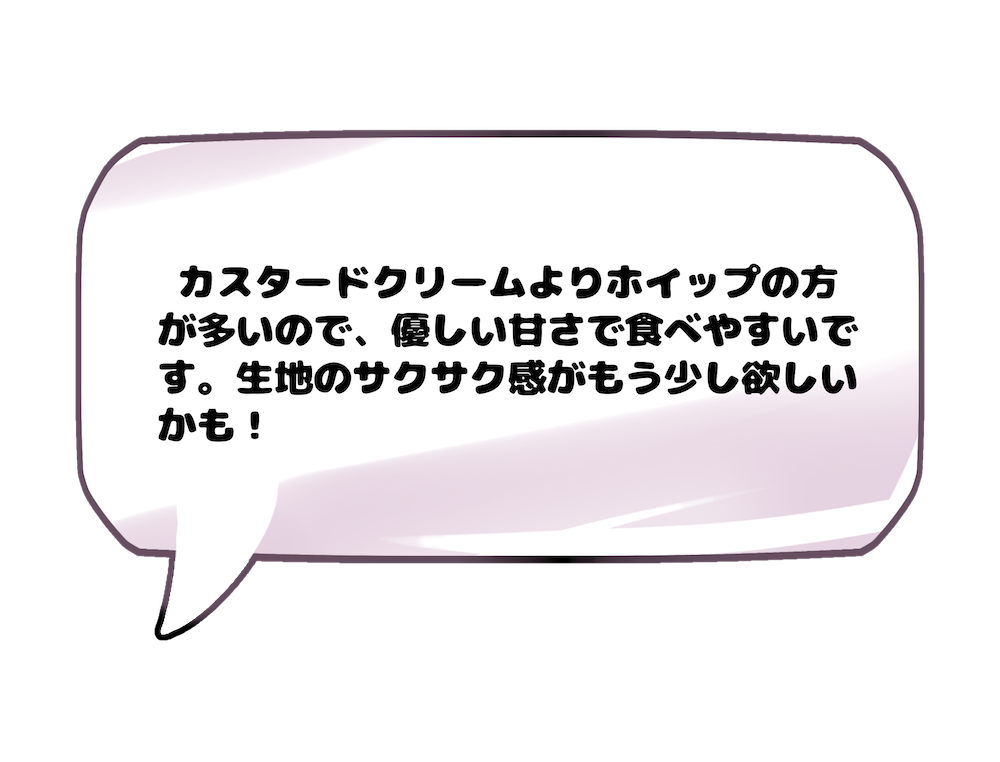 カスタードクリームよりホイップの方
が多いので、優しい甘さで食べやすいで
す。生地のサクサク感がもう少し欲しい
かも！